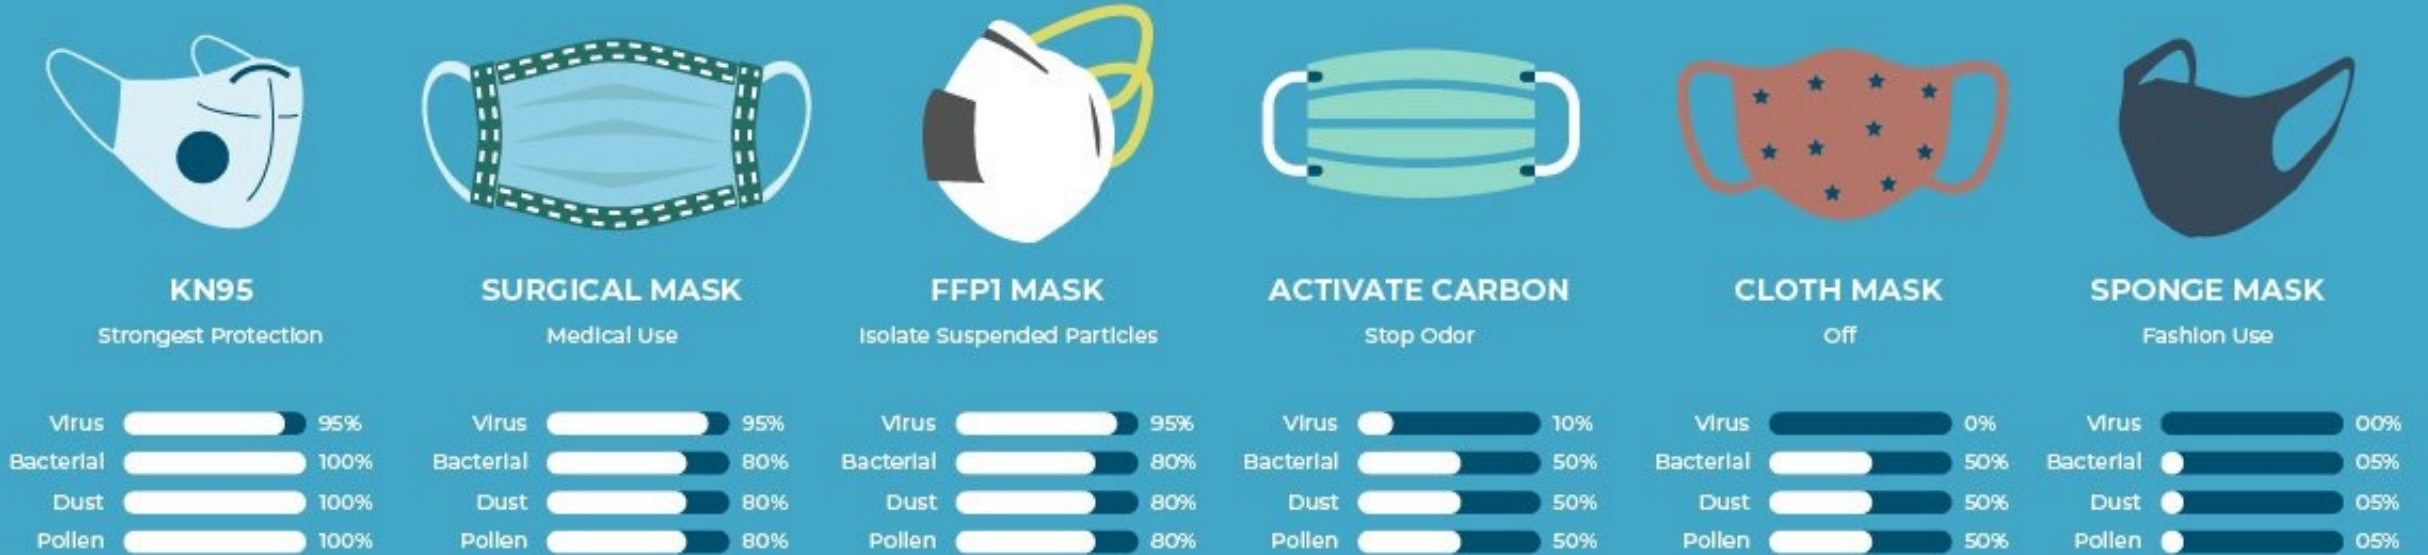 KN95
Strongest Protection
Virus 95%
Bacterial 100%
Dust 100%
Pollen 100%
SURGICAL MASK
Medical Use
Virus 95%
Bacterial 80%
Dust 80%
Pollen 80%
FFP1 MASK
Isolate Suspended Particles
Virus 95%
Bacterial 80%
Dust 80%
Pollen 80%
ACTIVATE CARBON
Stop Odor
Virus 10%
Bacterial 50%
Dust 50%
Pollen 50%
CLOTH MASK
Off
Virus 0%
Bacterial 50%
Dust 50%
Pollen 50%
SPONGE MASK
Fashion Use
Virus 00%
Bacterial 05%
Dust 05%
Pollen 05%